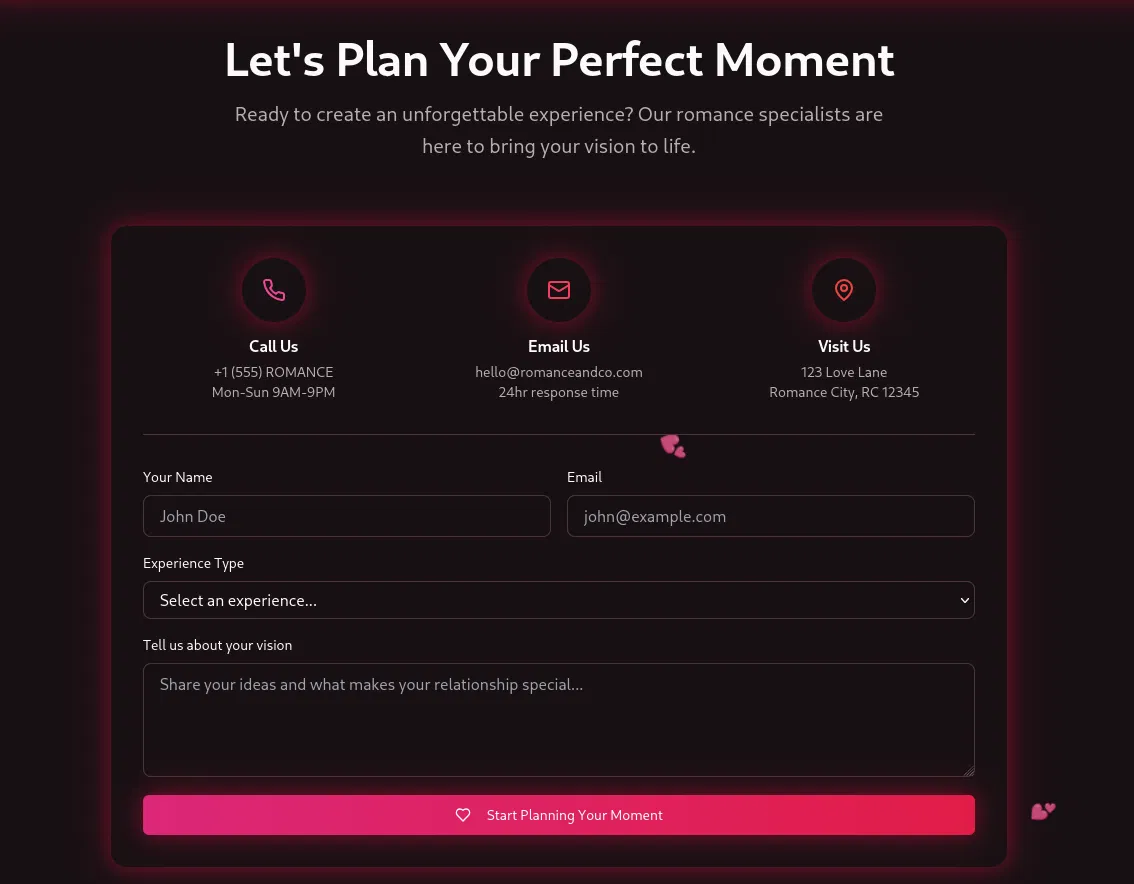 Let's Plan Your Perfect Moment
Ready to create an unforgettable experience? Our romance specialists are
here to bring your vision to life.
Call Us
+1 (555) ROMANCE
Mon-Sun 9AM-9PM
Email Us
hello@romanceandco.com
24hr response time
Visit Us
123 Love Lane
Romance City, RC 12345
Your Name
John Doe
Email
john@example.com
Experience Type
Select an experience...
Tell us about your vision
Share your ideas and what makes your relationship special...
Start Planning Your Moment